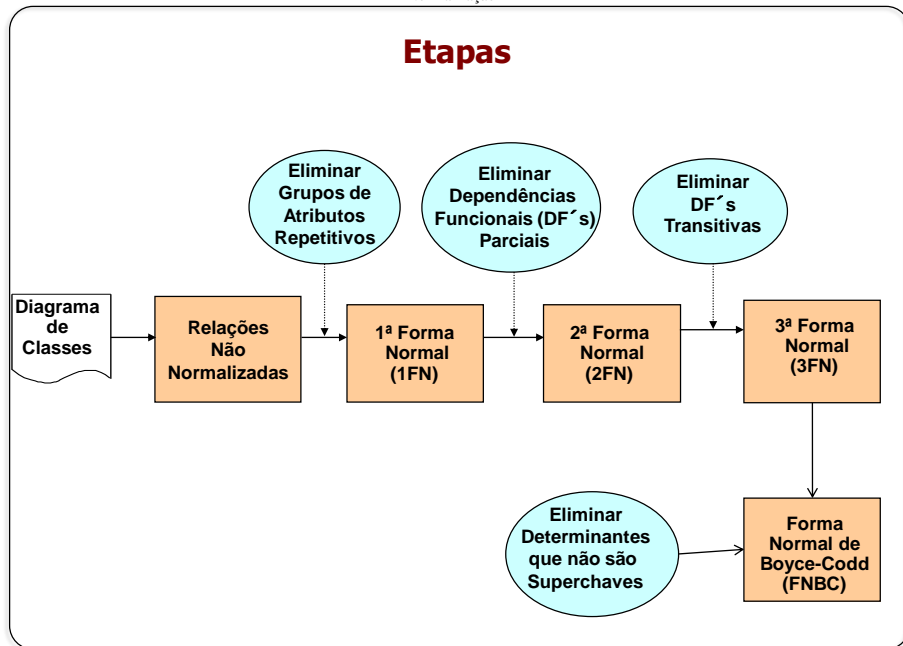 Etapas
Eliminar
Grupos de
Atributos
Repetitivos
Eliminar
Dependências
Funcionais (DF´s)
Parciais
Eliminar
DF´s
Transitivas
Diagrama
de
Classes
Relações
Não
Normalizadas
1ª Forma
Normal
(1FN)
2ª Forma
Normal
(2FN)
3ª Forma
Normal
(3FN)
Eliminar
Determinantes
que não são
Superchaves
Forma
Normal de
Boyce-Codd
(FNBC)